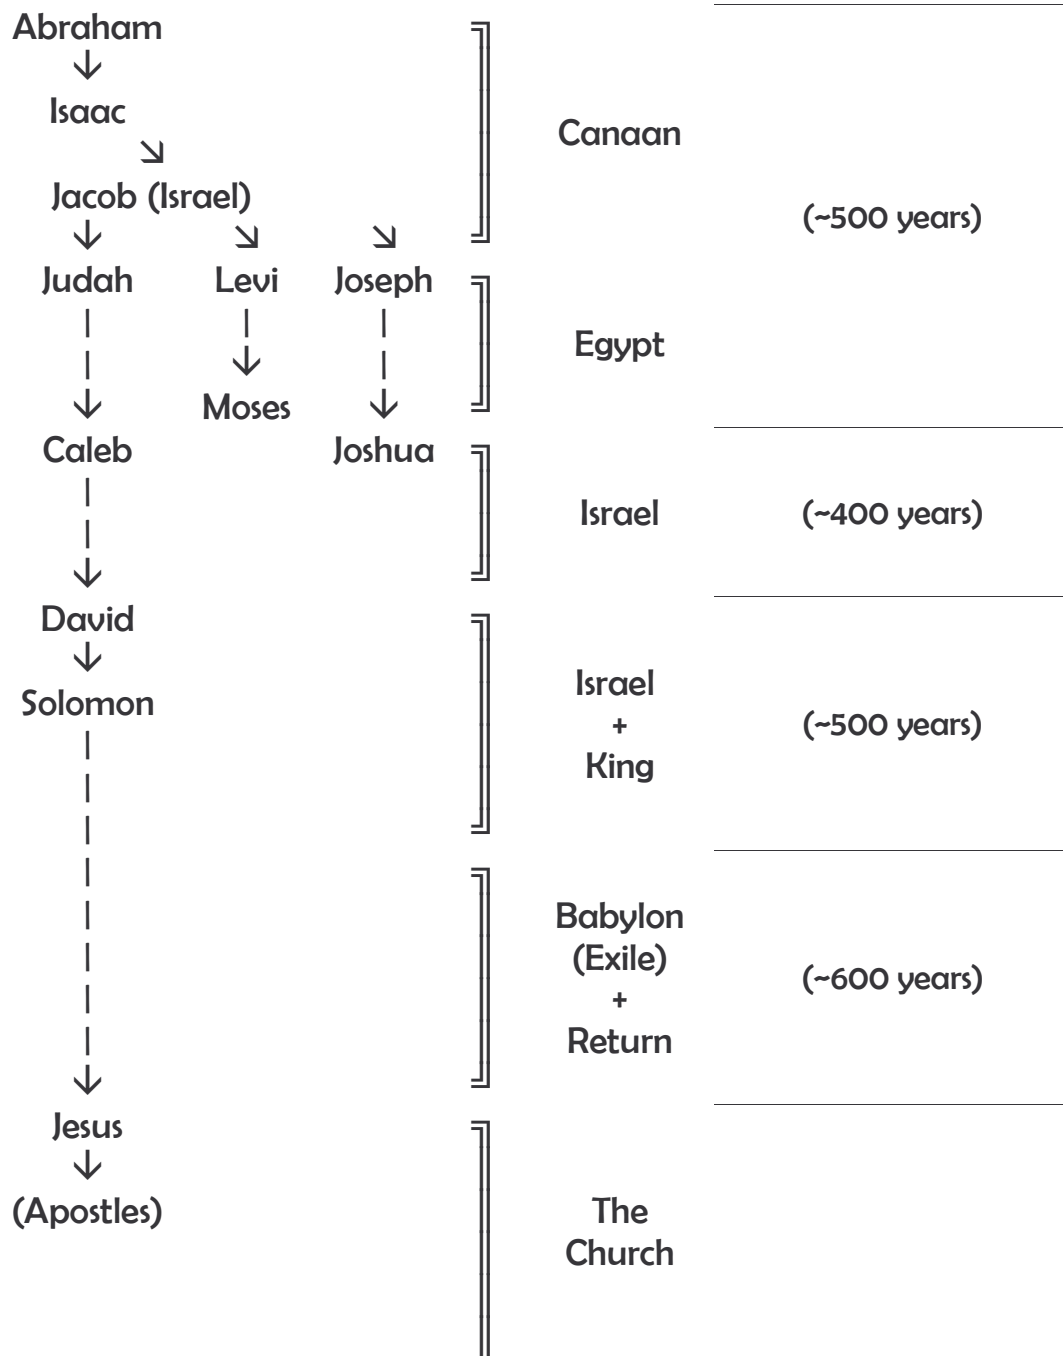 Abraham
↓
Isaac
↘
Canaan
Jacob (Israel)
(~500 years)
↓ ↘ ↘
Judah Levi Joseph
| | |
Egypt
| ↓ |
↓ Moses ↓
Caleb Joshua
|
Israel (~400 years)
|
↓
David
↓
Israel
Solomon
+ (~500 years)
|
King
|
|
|
Babylon
|
(Exile)
(~600 years)
|
+
|
Return
|
↓
Jesus
↓
(Apostles) The
Church